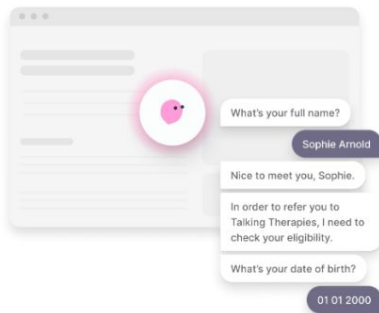 What's your full name?
Sophie Arnold
Nice to meet you, Sophie.
In order to refer you to
Talking Therapies, I need to
check your eligibility.
What's your date of birth?
01 01 2000